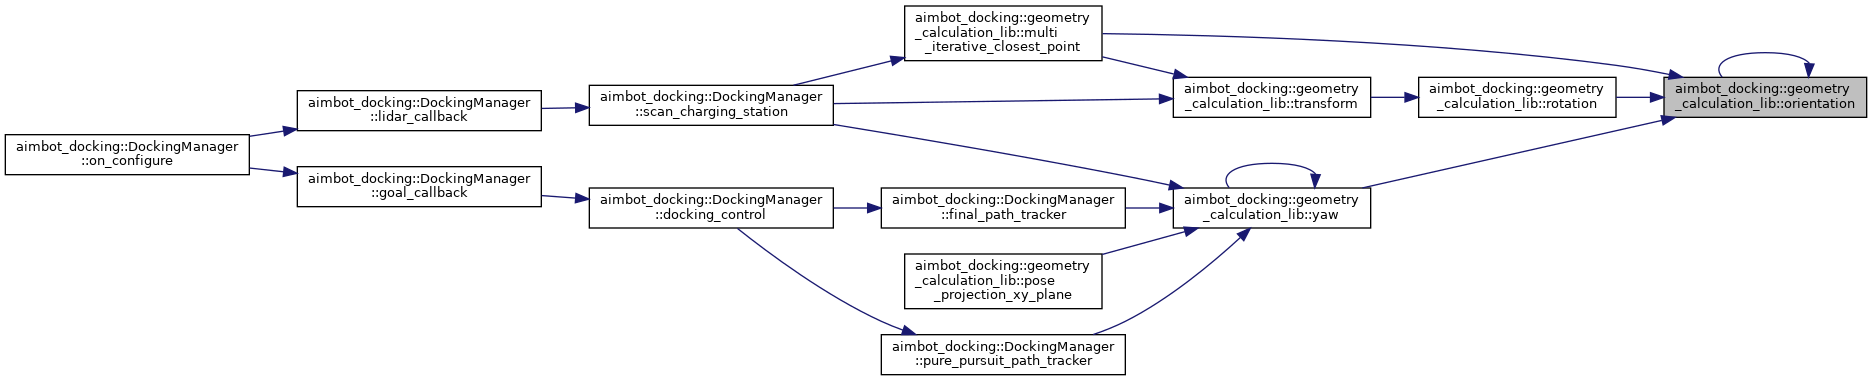 aimbot_docking::DockingManager
::on_configure
aimbot_docking::DockingManager
::lidar_callback
aimbot_docking::DockingManager
::goal_callback
aimbot_docking::DockingManager
::scan_charging_station
aimbot_docking::DockingManager
::docking_control
aimbot_docking::geometry
_calculation_lib::multi
_iterative_closest_point
aimbot_docking::DockingManager
::final_path_tracker
aimbot_docking::geometry
_calculation_lib::pose
_projection_xy_plane
aimbot_docking::DockingManager
::pure_pursuit_path_tracker
aimbot_docking::geometry
_calculation_lib::transform
aimbot_docking::geometry
_calculation_lib::yaw
aimbot_docking::geometry
_calculation_lib::rotation
aimbot_docking::geometry
_calculation_lib::orientation